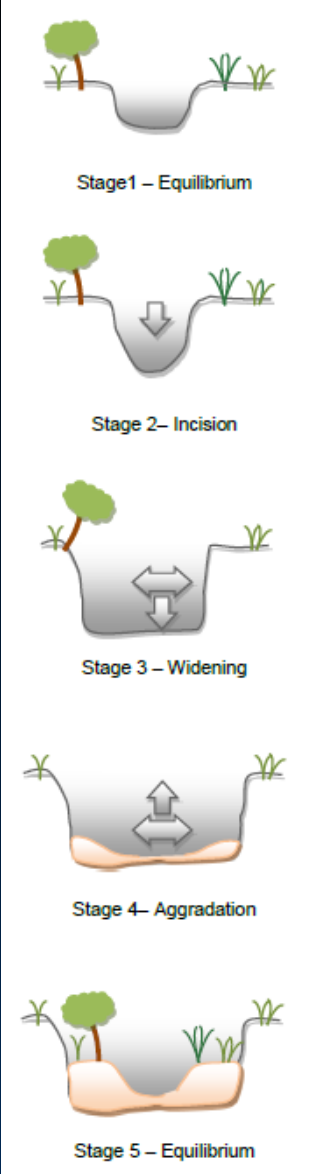 Stage1 – Equilibrium
Stage 2– Incision
Stage 3 – Widening
Stage 4– Aggradation
Stage 5 – Equilibrium